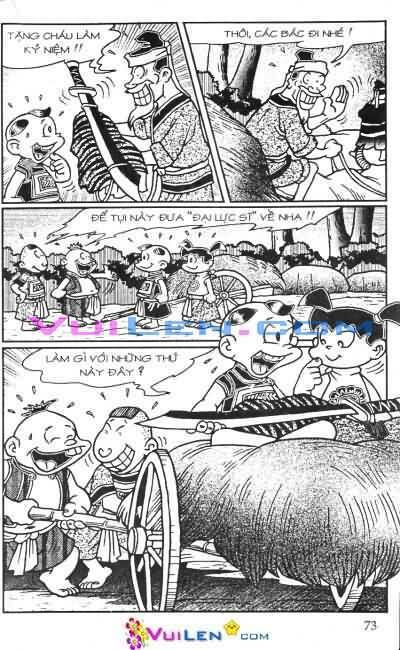 TẶNG CHÁU LÀM
KỶ NIỆM !!
THÔI, CÁC BÁC ĐI NHÉ !
ĐỂ TỤI NÀY ĐƯA "ĐẠI LỰC SĨ" VỀ NHA !!
VUILEN.COM
LÀM GÌ VỚI NHỮNG THỨ
NÀY ĐÂY ?
73
VUILEN.COM